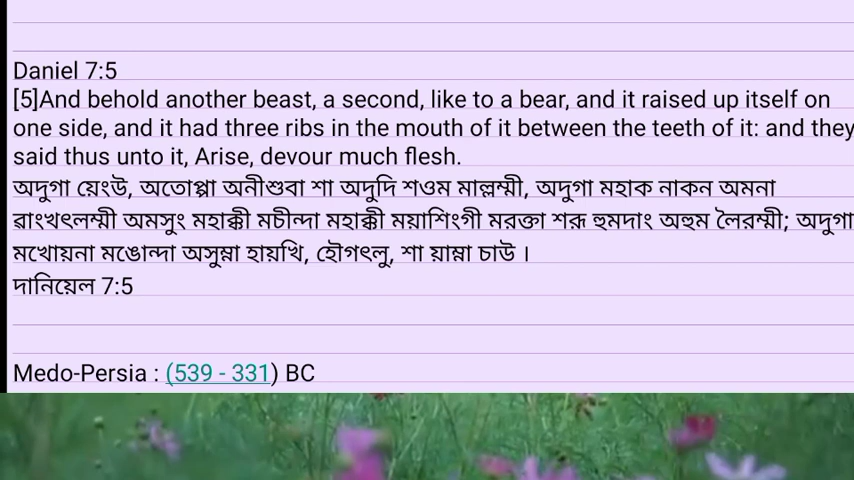 Daniel 7:5
[5]And behold another beast, a second, like to a bear, and it raised up itself on
one side, and it had three ribs in the mouth of it between the teeth of it: and they
said thus unto it, Arise, devour much flesh.
অদুগা য়েংউ, অতোপ্পা অনীশুবা শা অদুদি শওম মাল্লম্মী, অদুগা মহাক নাকন অমনা
ৱাংখৎলম্মী অমসুং মহাক্কী মচীন্দা মহাক্কী ময়াশিংগী মরক্তা শরূ হুমদাং অহুম লৈরম্মী; অদুগা
মখোয়না মঙোন্দা অসুম্না হায়খি, হৌগৎলু, শা য়াম্না চাউ ।
দানিয়েল 7:5
Medo-Persia : (539 - 331) BC